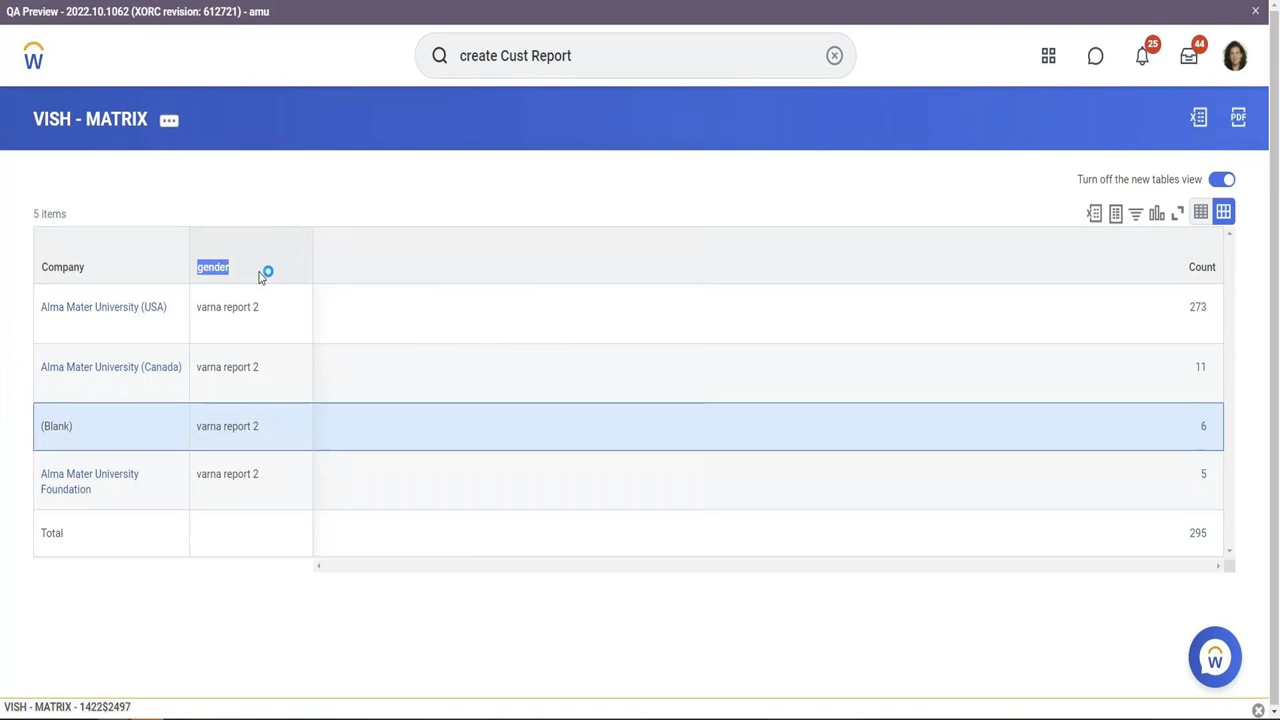 QA Preview - 2022.10.1062 (XORC revision: 612721) - amu
create Cust Report
25
44
VISH - MATRIX
PDF
Turn off the new tables view
5 items
Company gender Count
Alma Mater University (USA) varna report 2 273
Alma Mater University (Canada) varna report 2 11
(Blank) varna report 2 6
Alma Mater University varna report 2 5
Foundation
Total 295
VISH - MATRIX - 1422$2497